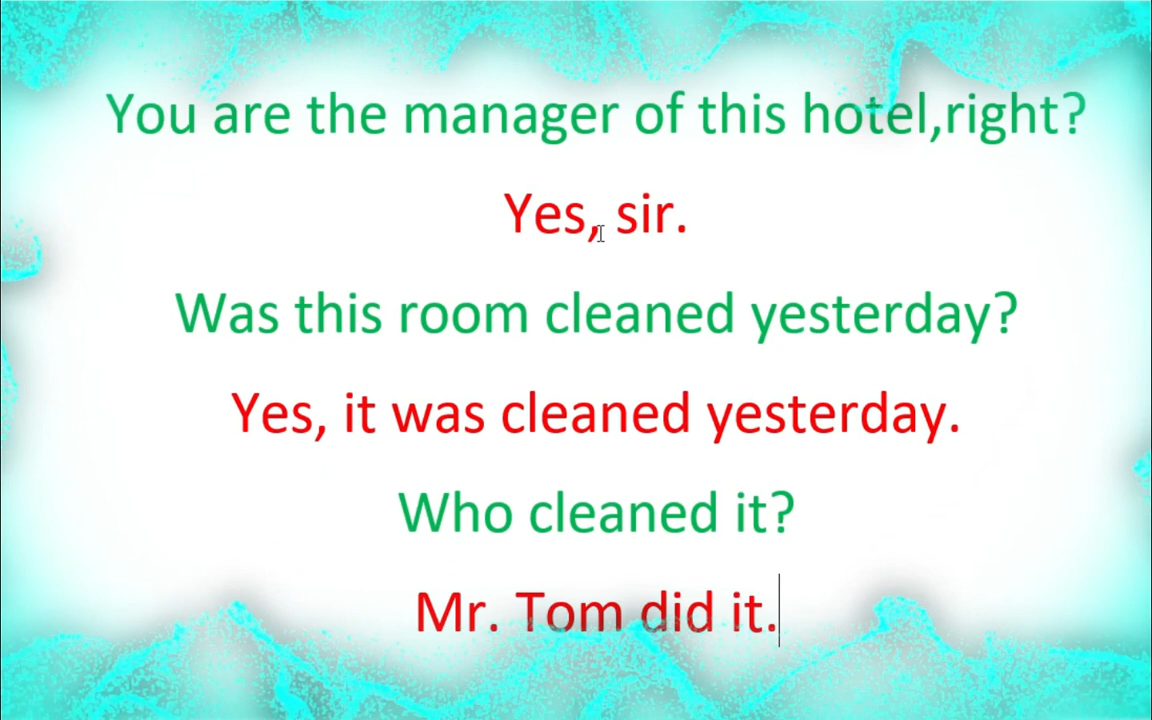 You are the manager of this hotel,right?
Yes, sir.
Was this room cleaned yesterday?
Yes, it was cleaned yesterday.
Who cleaned it?
Mr. Tom did it.